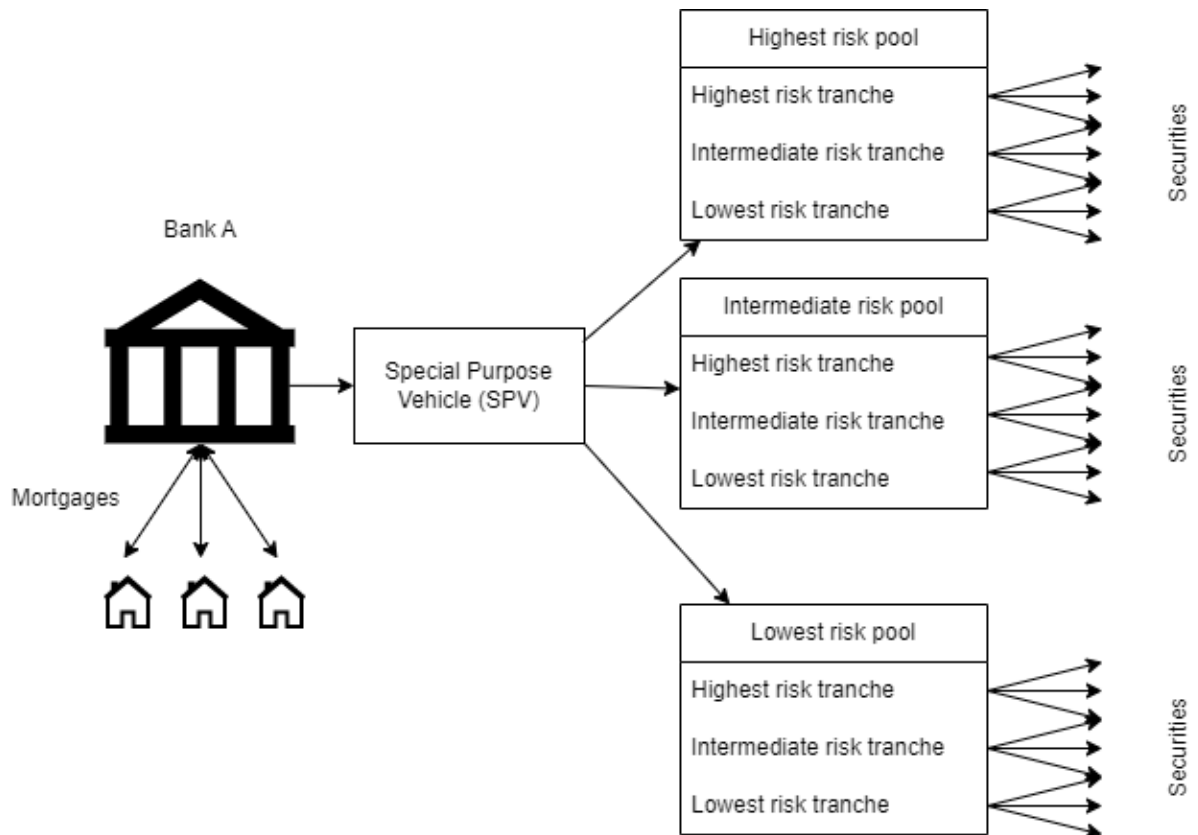 Bank A
Mortgages
Special Purpose
Vehicle (SPV)
Highest risk pool
Highest risk tranche
Intermediate risk tranche
Lowest risk tranche
Securities
Intermediate risk pool
Highest risk tranche
Intermediate risk tranche
Lowest risk tranche
Securities
Lowest risk pool
Highest risk tranche
Intermediate risk tranche
Lowest risk tranche
Securities